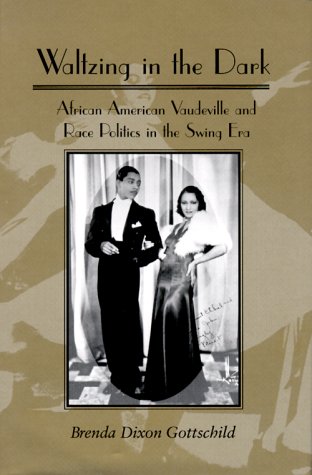 Waltzing in the Dark
African American Vaudeville and
Race Politics in the Swing Era
Brenda Dixon Gottschild